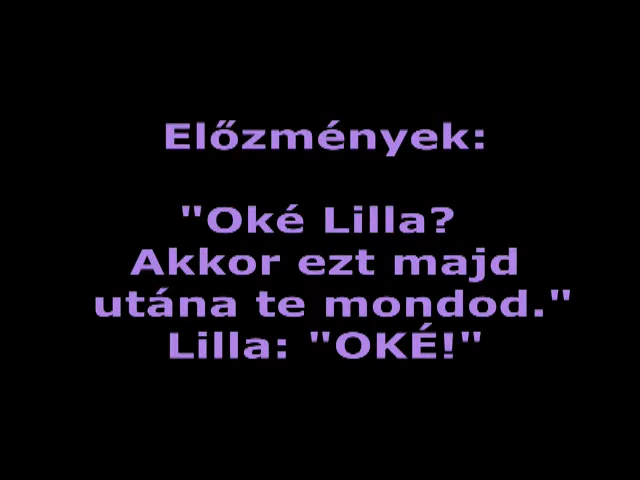 Előzmények:
"Oké Lilla?
Akkor ezt majd
utána te mondod."
Lilla: "OKÉ!"